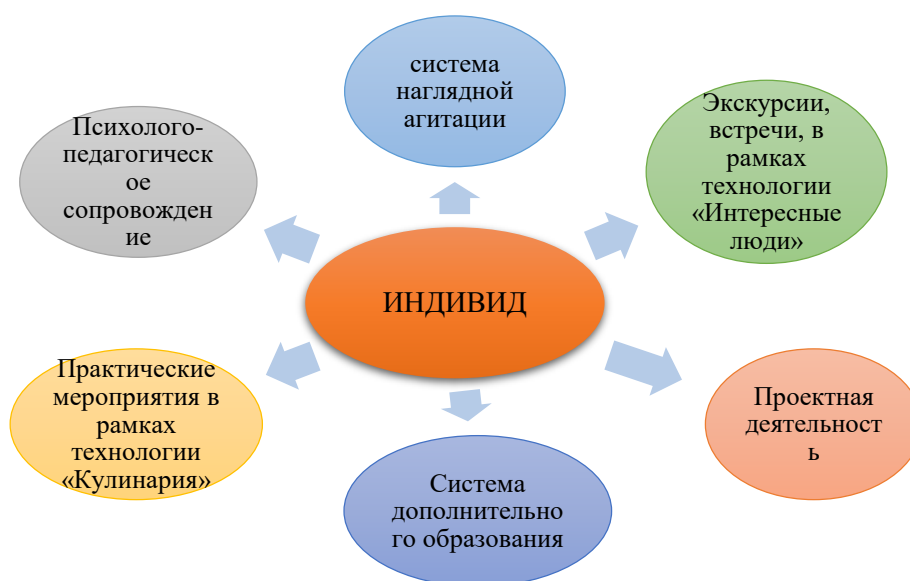 система
наглядной
агитации
Экскурсии,
встречи, в
рамках
технологии
«Интересные
люди»
Психолого-
педагогическ
ое
сопровожден
ие
ИНДИВИД
Практические
мероприятия в
рамках
технологии
«Кулинария»
Проектная
деятельност
ь
Система
дополнительно
го образования